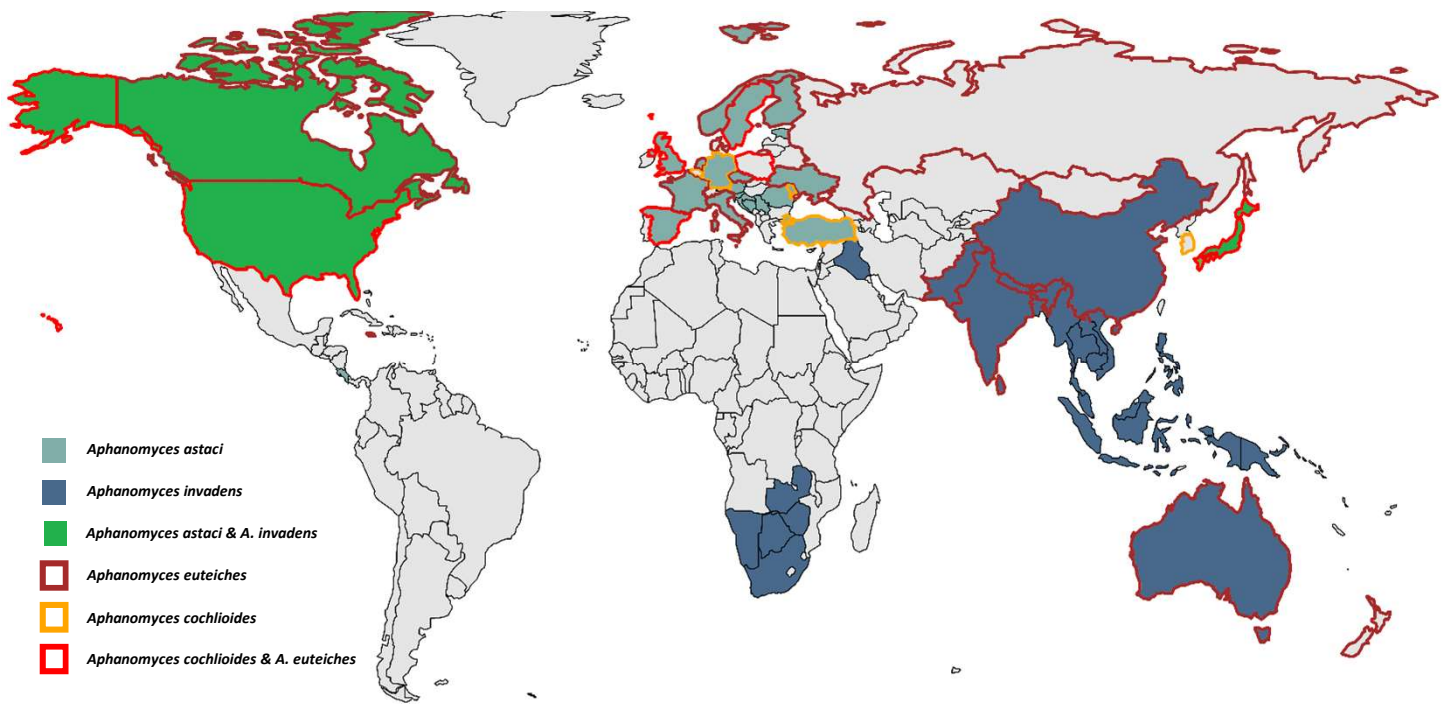 Aphanomyces astaci
Aphanomyces invadens
Aphanomyces astaci & A. invadens
Aphanomyces euteiches
Aphanomyces cochlioides
Aphanomyces cochlioides & A. euteiches